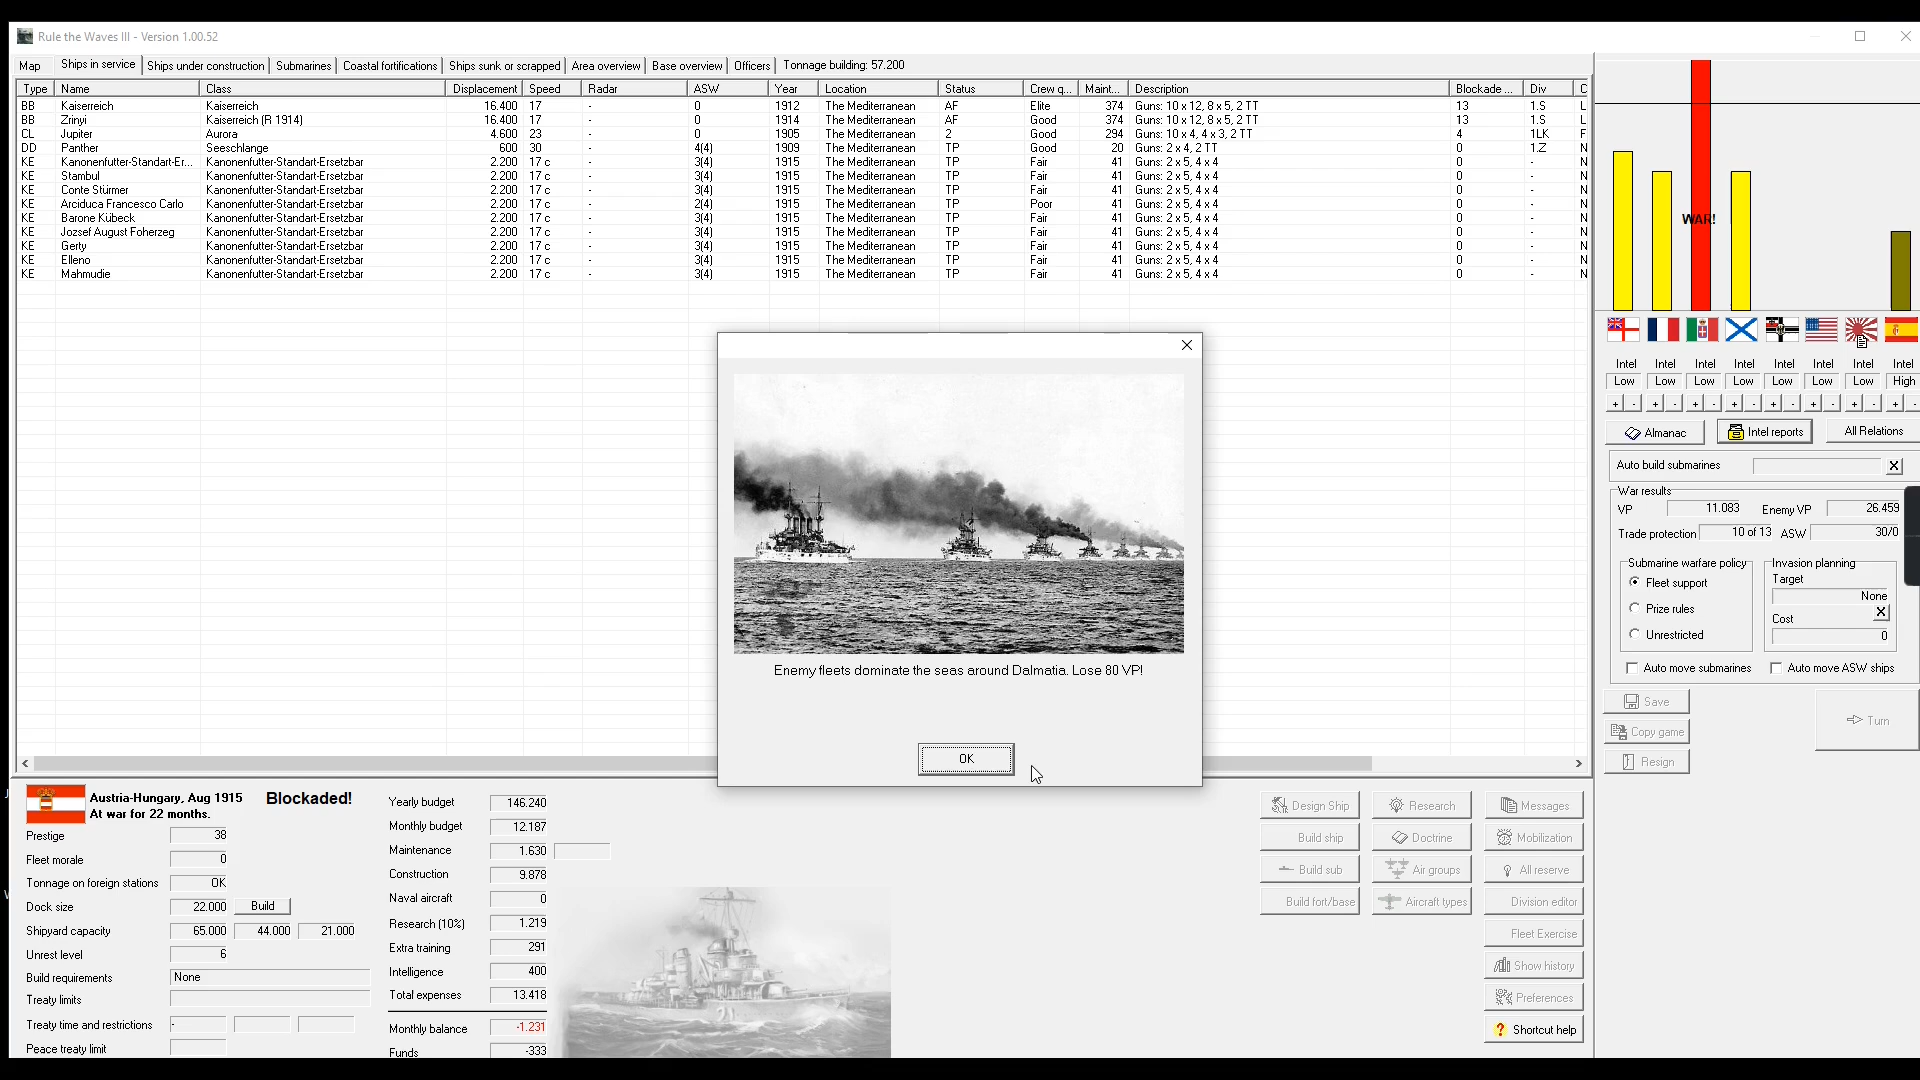 Rule the Waves III - Version 1.00.52
Map Ships in service Ships under construction Submarines Coastal fortifications Ships sunk or scrapped Area overview Base overview Officers Tonnage building: 57.200
Type Name Class Displacement Speed Radar ASW Year Location Status Crew q... Maint... Description Blockade ... Div C
BB Kaiserreich Kaiserreich 16.400 17 - 0 1912 The Mediterranean AF Elite 374 Guns: 10 x 12, 8 x 5, 2 TT 13 1.S L
BB Zrinyi Kaiserreich (R 1914) 16.400 17 - 0 1914 The Mediterranean AF Good 374 Guns: 10 x 12, 8 x 5, 2 TT 13 1.S L
CL Jupiter Aurora 4.600 23 - 0 1905 The Mediterranean 2 Good 294 Guns: 10 x 4, 4 x 3, 2 TT 4 1LK F
DD Panther Seeschlange 600 30 - 4(4) 1909 The Mediterranean TP Good 20 Guns: 2 x 4, 2 TT 0 1.Z N
KE Kanonenfutter-Standart-Er... Kanonenfutter-Standart-Ersetzbar 2.200 17 c - 3(4) 1915 The Mediterranean TP Fair 41 Guns: 2 x 5, 4 x 4 0 - N
KE Stambul Kanonenfutter-Standart-Ersetzbar 2.200 17 c - 3(4) 1915 The Mediterranean TP Fair 41 Guns: 2 x 5, 4 x 4 0 - N
KE Conte Stürmer Kanonenfutter-Standart-Ersetzbar 2.200 17 c - 3(4) 1915 The Mediterranean TP Fair 41 Guns: 2 x 5, 4 x 4 0 - N
KE Arciduca Francesco Carlo Kanonenfutter-Standart-Ersetzbar 2.200 17 c - 2(4) 1915 The Mediterranean TP Poor 41 Guns: 2 x 5, 4 x 4 0 - N
KE Barone Kübeck Kanonenfutter-Standart-Ersetzbar 2.200 17 c - 3(4) 1915 The Mediterranean TP Fair 41 Guns: 2 x 5, 4 x 4 0 - N
KE Jozsef August Foherzeg Kanonenfutter-Standart-Ersetzbar 2.200 17 c - 3(4) 1915 The Mediterranean TP Fair 41 Guns: 2 x 5, 4 x 4 0 - N
KE Gerty Kanonenfutter-Standart-Ersetzbar 2.200 17 c - 3(4) 1915 The Mediterranean TP Fair 41 Guns: 2 x 5, 4 x 4 0 - N
KE Elleno Kanonenfutter-Standart-Ersetzbar 2.200 17 c - 3(4) 1915 The Mediterranean TP Fair 41 Guns: 2 x 5, 4 x 4 0 - N
KE Mahmudie Kanonenfutter-Standart-Ersetzbar 2.200 17 c - 3(4) 1915 The Mediterranean TP Fair 41 Guns: 2 x 5, 4 x 4 0 - N
Enemy fleets dominate the seas around Dalmatia. Lose 80 VP!
OK
WAR!
Intel Intel Intel Intel Intel Intel Intel Intel
Low Low Low Low Low Low Low High
+ - + - + - + - + - + - + - + -
Almanac Intel reports All Relations
Auto build submarines X
War results
VP 11.083 Enemy VP 26.459
Trade protection 10 of 13 ASW 30/0
Submarine warfare policy Invasion planning
Fleet support Target
None
Prize rules Cost X
Unrestricted 0
Auto move submarines Auto move ASW ships
Save
Copy game Turn
Resign
Austria-Hungary, Aug 1915 Blockaded!
At war for 22 months.
Prestige 38
Fleet morale 0
Tonnage on foreign stations OK
Dock size 22.000 Build
Shipyard capacity 65.000 44.000 21.000
Unrest level 6
Build requirements None
Treaty limits
Treaty time and restrictions -
Peace treaty limit
Yearly budget 146.240
Monthly budget 12.187
Maintenance 1.630
Construction 9.878
Naval aircraft 0
Research (10%) 1.219
Extra training 291
Intelligence 400
Total expenses 13.418
Monthly balance -1.231
Funds -333
21
Design Ship Research Messages
Build ship Doctrine Mobilization
Build sub Air groups All reserve
Build fort/base Aircraft types Division editor
Fleet Exercise
Show history
Preferences
? Shortcut help